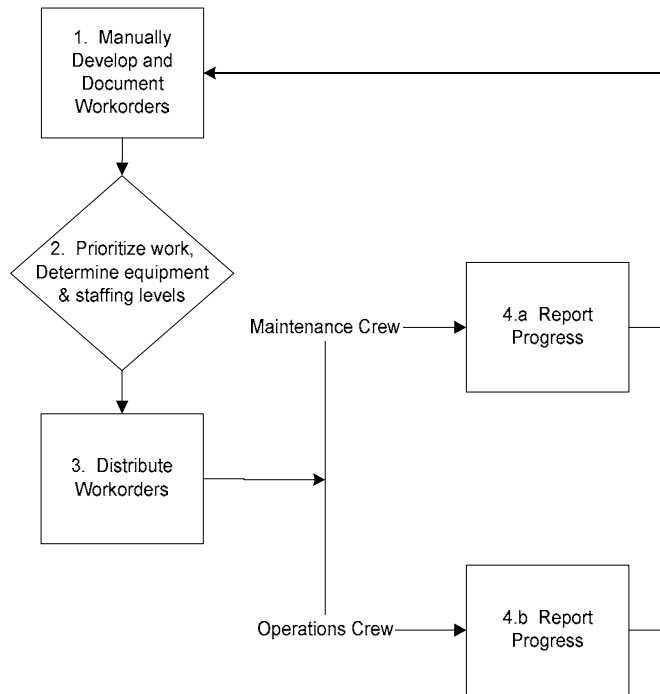 1. Manually
Develop and
Document
Workorders
2. Prioritize work,
Determine equipment
& staffing levels
Maintenance Crew
4.a Report
Progress
3. Distribute
Workorders
Operations Crew
4.b Report
Progress